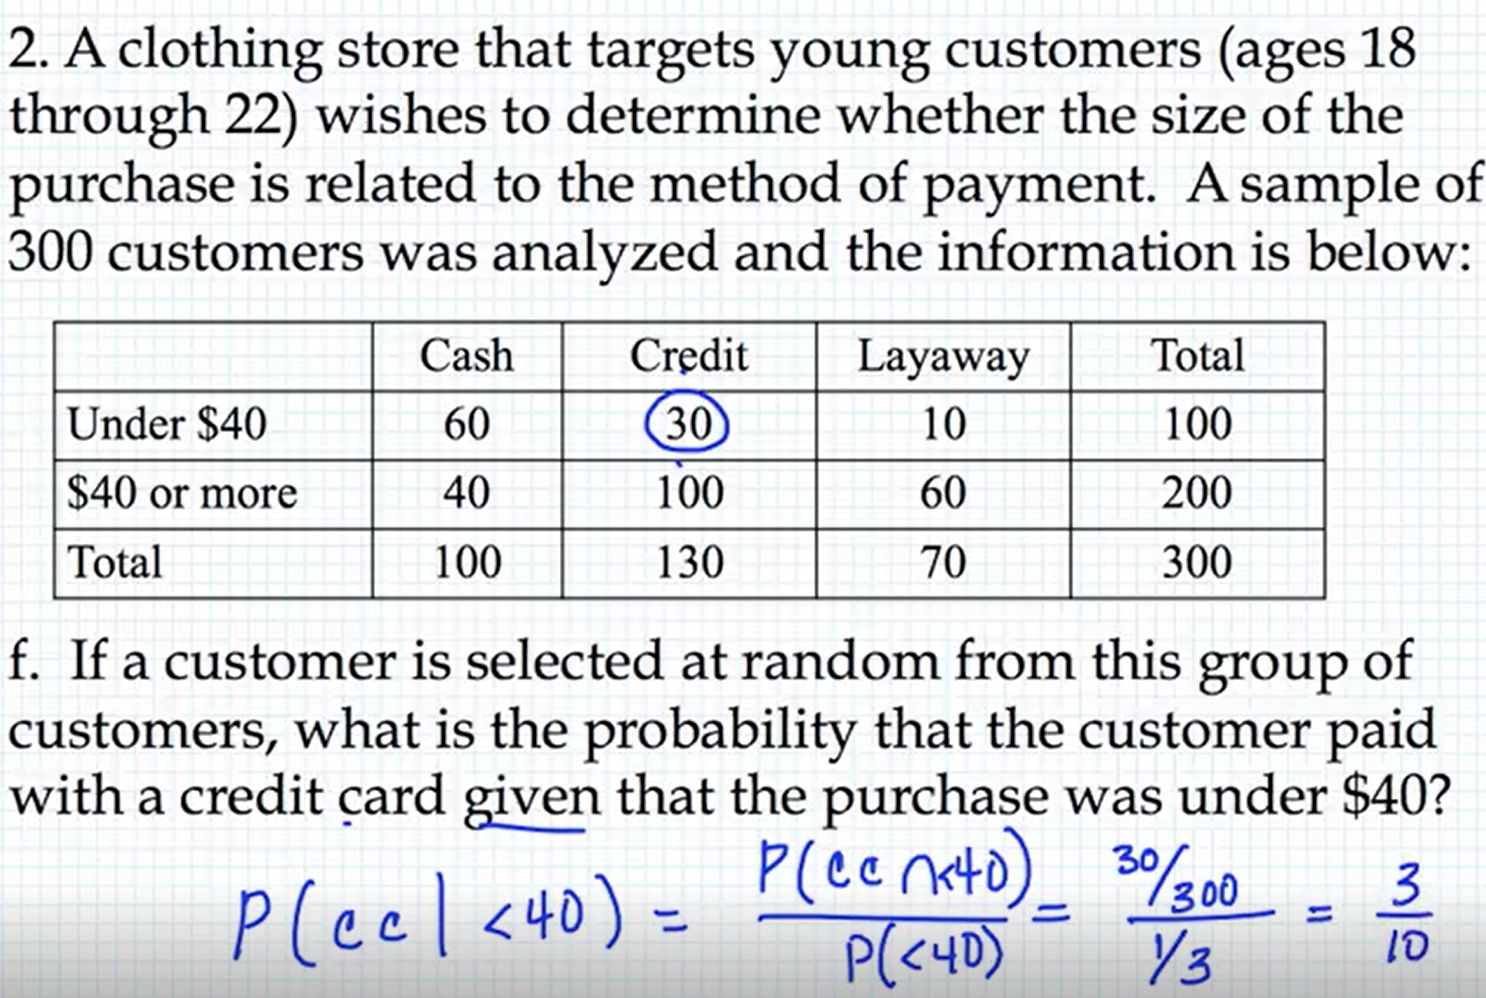 2. A clothing store that targets young customers (ages 18
through 22) wishes to determine whether the size of the
purchase is related to the method of payment. A sample of
300 customers was analyzed and the information is below:
Cash Credit Layaway Total
Under $40 60 30 10 100
$40 or more 40 100 60 200
Total 100 130 70 300
f. If a customer is selected at random from this group of
customers, what is the probability that the customer paid
with a credit card given that the purchase was under $40?
P(cc | <40) = P(cc ∩ <40) / P(<40) = 30/300 / 1/3 = 3/10